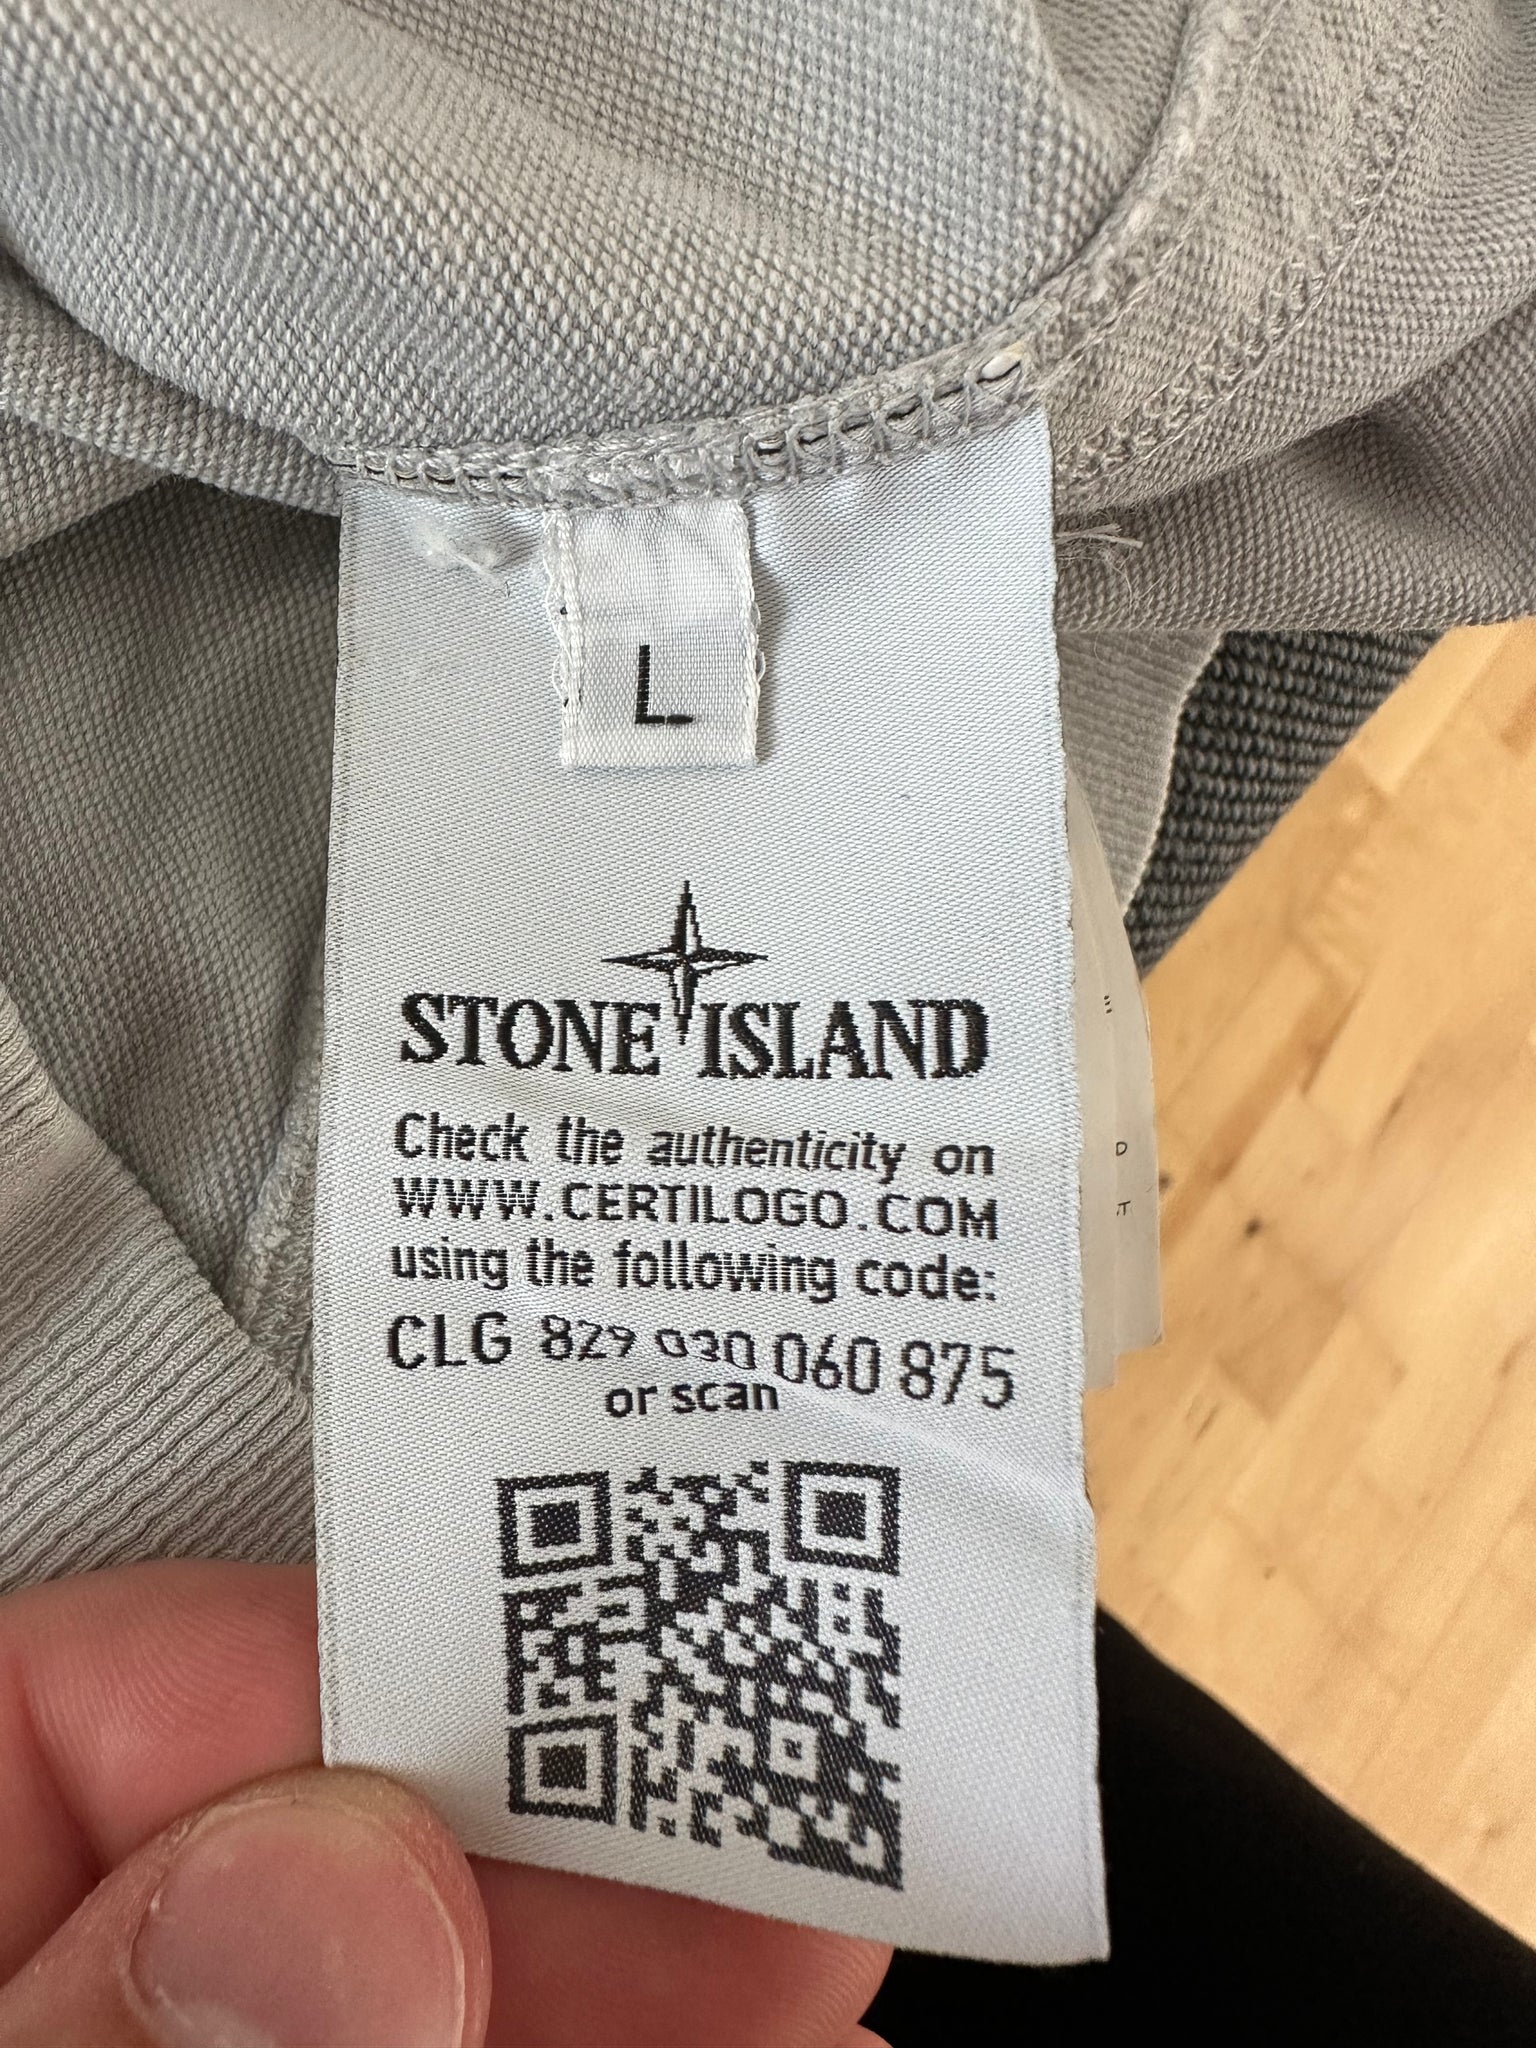 L
STONE ISLAND
Check the authenticity on
WWW.CERTILOGO.COM
using the following code:
CLG 829 030 060 875
or scan
D